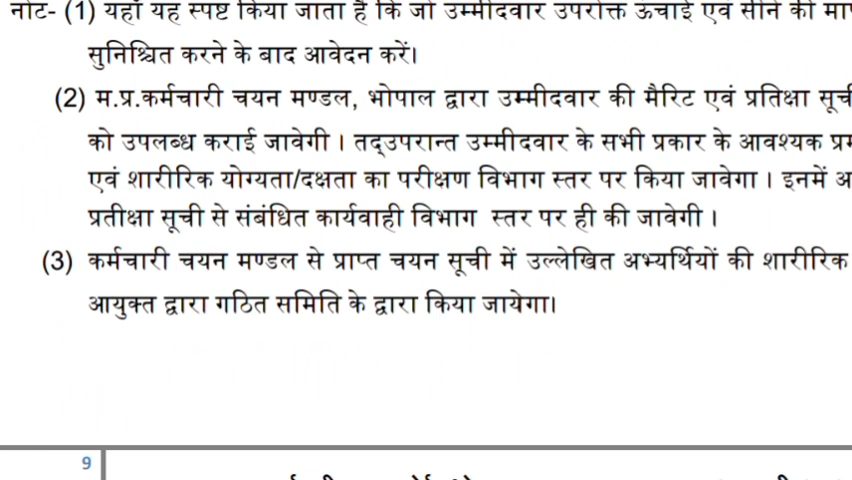 नोट- (1) यहाँ यह स्पष्ट किया जाता है कि जो उम्मीदवार उपरोक्त ऊंचाई एवं सीने की
सुनिश्चित करने के बाद आवेदन करें।
(2) म.प्र.कर्मचारी चयन मण्डल, भोपाल द्वारा उम्मीदवार की मैरिट एवं प्रतिक्षा सूची
को उपलब्ध कराई जावेगी । तद्उपरान्त उम्मीदवार के सभी प्रकार के आवश्यक
एवं शारीरिक योग्यता/दक्षता का परीक्षण विभाग स्तर पर किया जावेगा । इनमें
प्रतीक्षा सूची से संबंधित कार्यवाही विभाग स्तर पर ही की जावेगी ।
(3) कर्मचारी चयन मण्डल से प्राप्त चयन सूची में उल्लेखित अभ्यर्थियों की शारीरिक
आयुक्त द्वारा गठित समिति के द्वारा किया जायेगा।
9